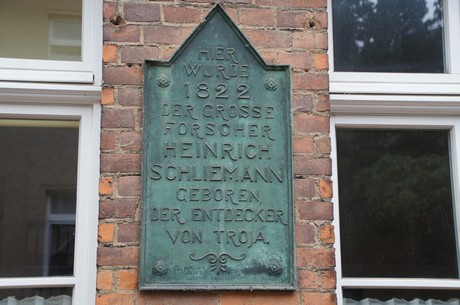 HIER
WURDE
1822
DER GROSSE
FORSCHER
HEINRICH
SCHLIEMANN
GEBOREN,
DER ENTDECKER
VON TROJA.